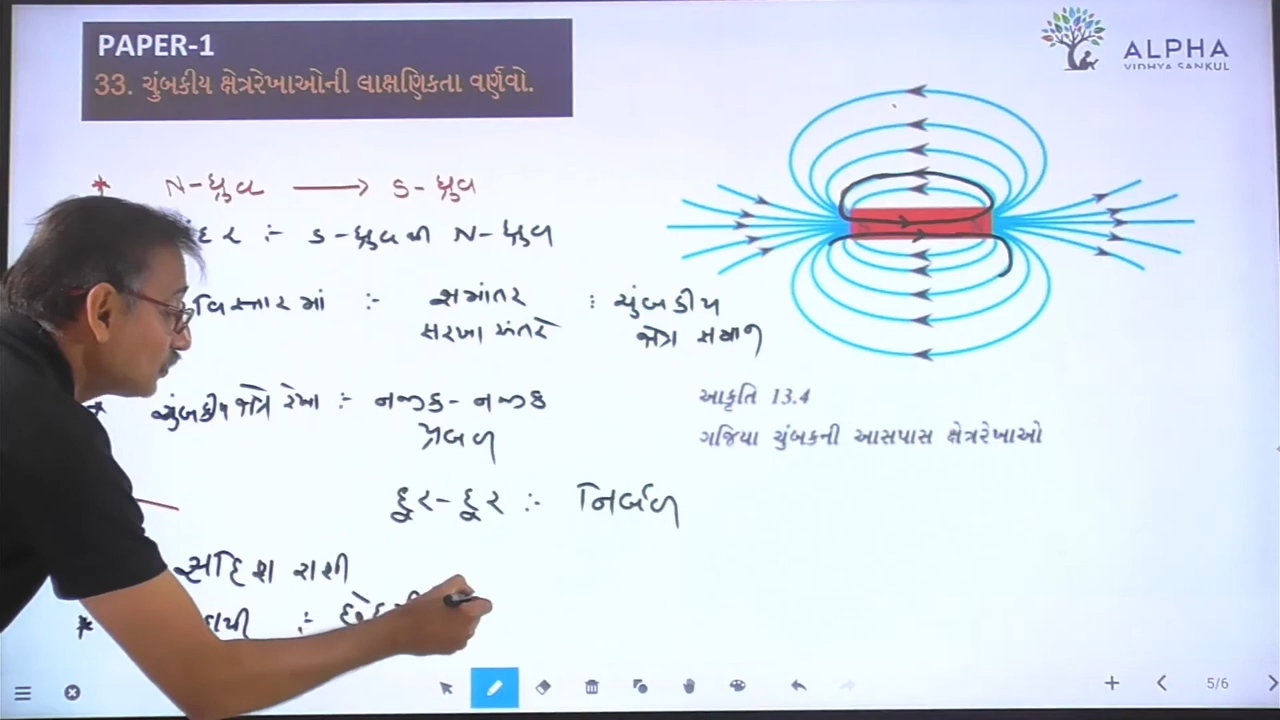 PAPER-1
33. ચુંબકીય ક્ષેત્રરેખાઓની લાક્ષણિકતા વર્ણવો.
ALPHA
VIDHYA SANKUL
* N-ધ્રુવ → S-ધ્રુવ
:- S-ધ્રુવથી N-ધ્રુવ
વિસ્તારમાં :- સમાંતર : ચુંબકીય
સરખા અંતરે ક્ષેત્ર સમાન
* ચુંબકીય ક્ષેત્ર રેખા :- નજીક-નજીક
પ્રબળ
આકૃતિ 13.4
ગજિયા ચુંબકની આસપાસ ક્ષેત્રરેખાઓ
દૂર-દૂર :- નિર્બળ
સદિશ રાશી
* :-
5/6